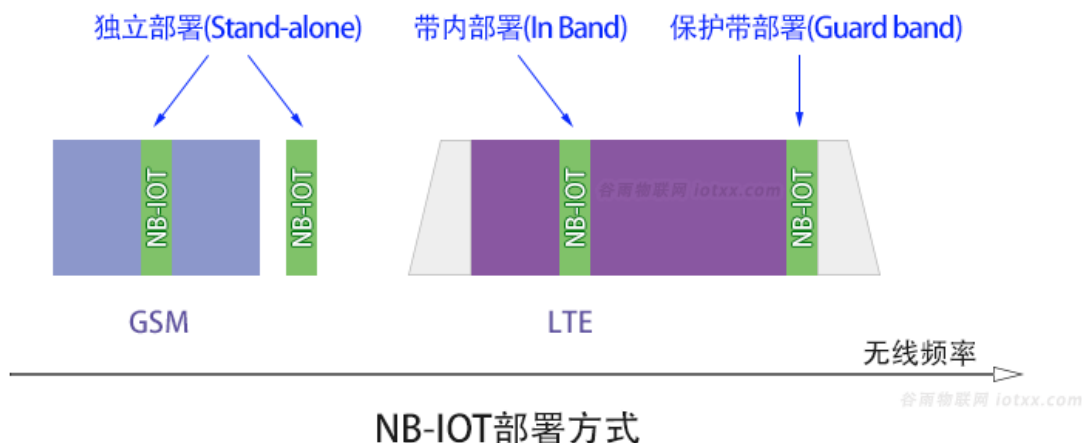 独立部署(Stand-alone) 带内部署(In Band) 保护带部署(Guard band)
NB-IOT NB-IOT NB-IOT NB-IOT
谷雨物联网 iotxx.com
GSM LTE
无线频率
谷雨物联网 iotxx.com
NB-IOT部署方式